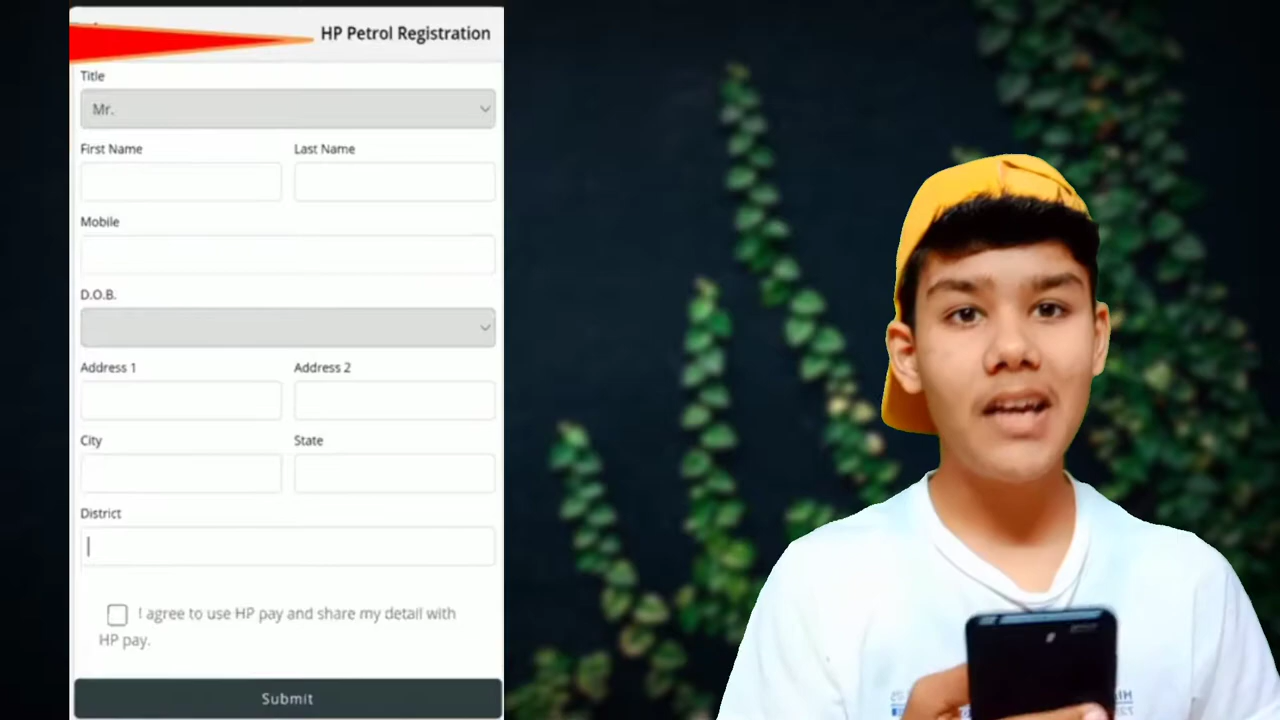 HP Petrol Registration
Title
Mr.
First Name Last Name
Mobile
D.O.B.
Address 1 Address 2
City State
District
I agree to use HP pay and share my detail with
HP pay.
Submit